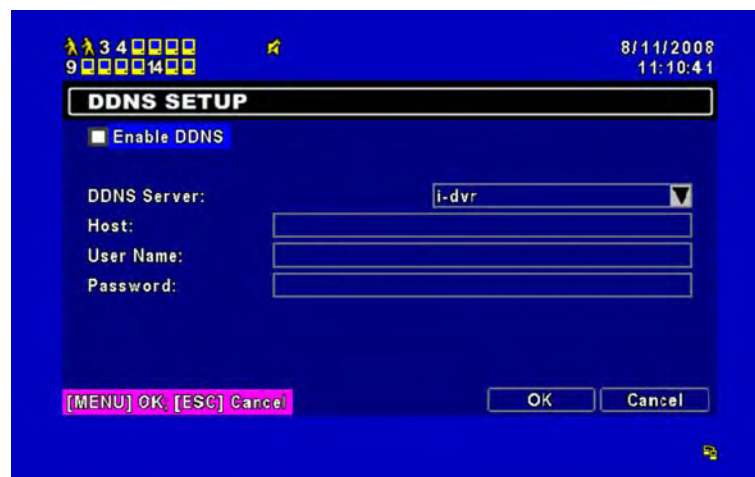 3 4
8/11/2008
9 14
11:10:41
DDNS SETUP
Enable DDNS
DDNS Server: i-dvr
Host:
User Name:
Password:
[MENU] OK; [ESC] Cancel OK Cancel